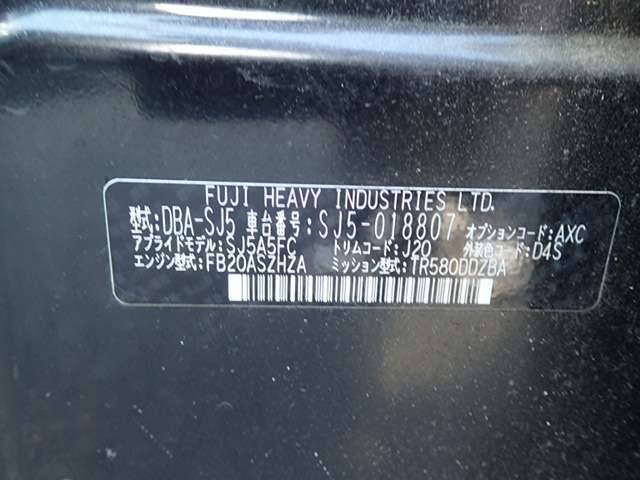 FUJI HEAVY INDUSTRIES LTD.
型式:DBA-SJ5 車台番号:SJ5-018807 オプションコード:AXC
アプライドモデル:SJ5A5FC トリムコード:J20 外装色コード:D4S
エンジン型式:FB20ASZHZA ミッション型式:TR580DDZBA